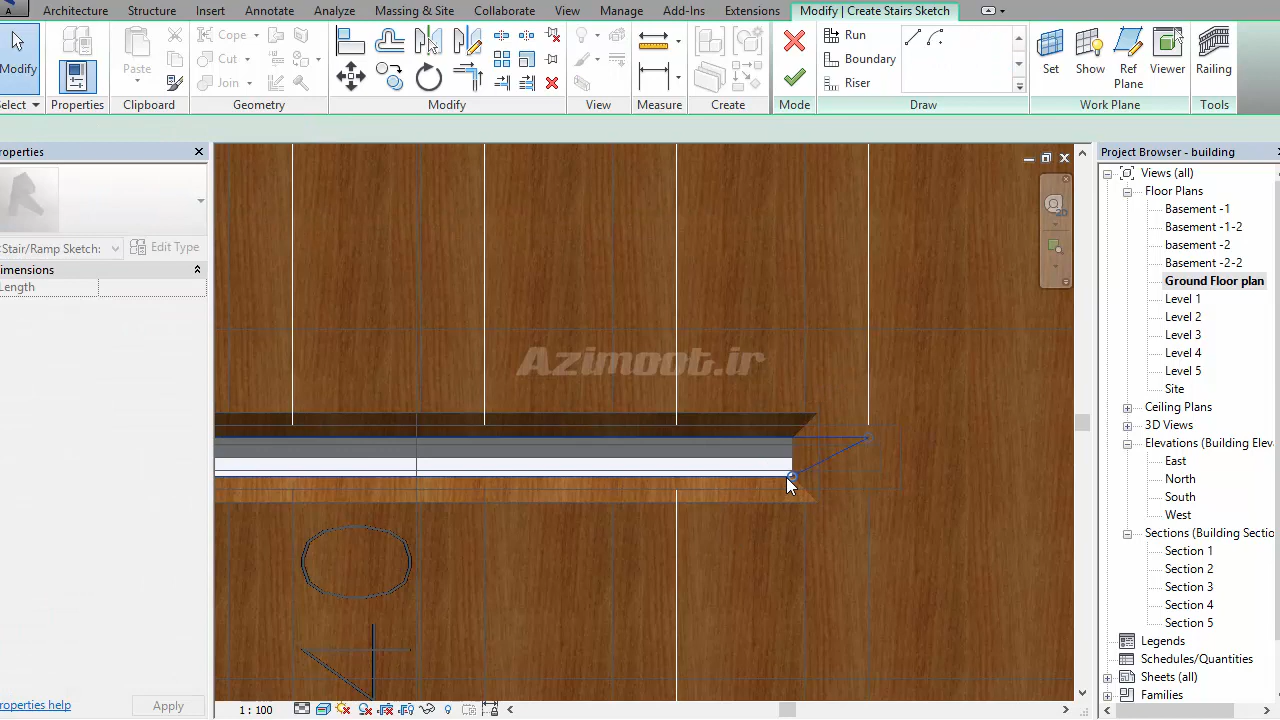 Architecture Structure Insert Annotate Analyze Massing & Site Collaborate View Manage Add-Ins Extensions Modify | Create Stairs Sketch
Modify
Select
Properties
Paste
Clipboard
Cope
Cut
Join
Geometry
Modify
View
Measure
Create
Mode
Run
Boundary
Riser
Draw
Set
Show
Ref Plane
Viewer
Work Plane
Railing
Tools
roperties
Stair/Ramp Sketch:
Edit Type
imensions
Length
roperties help
Apply
Azimoot.ir
2D
1 : 100
Project Browser - building
Views (all)
Floor Plans
Basement -1
Basement -1-2
basement -2
Basement -2-2
Ground Floor plan
Level 1
Level 2
Level 3
Level 4
Level 5
Site
Ceiling Plans
3D Views
Elevations (Building Elev
East
North
South
West
Sections (Building Sectio
Section 1
Section 2
Section 3
Section 4
Section 5
Legends
Schedules/Quantities
Sheets (all)
Families